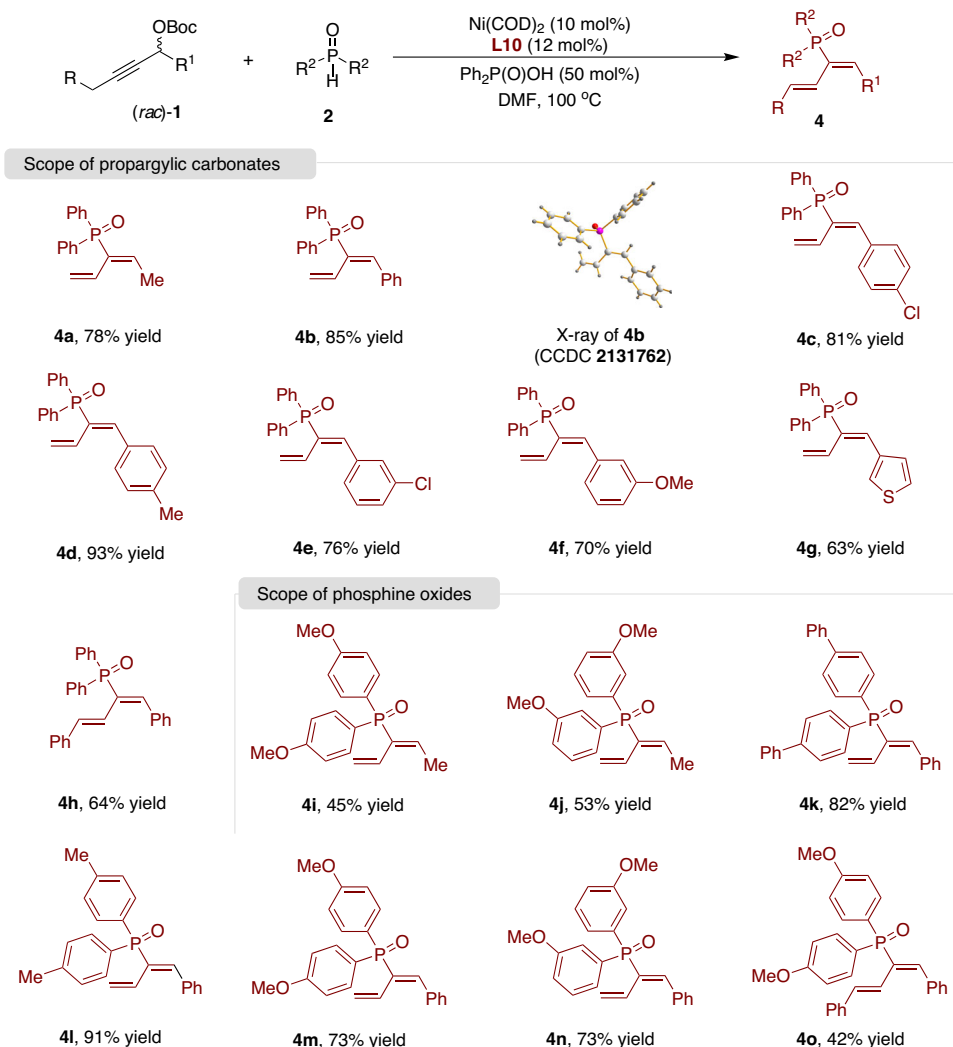 OBoc
R
R¹
(rac)-1
+
O
R² P R²
H
2
Ni(COD)₂ (10 mol%)
L10 (12 mol%)
Ph₂P(O)OH (50 mol%)
DMF, 100 °C
R²
R² P O
R
R¹
4
Scope of propargylic carbonates
Ph
P O
Ph
Me
4a, 78% yield
Ph
P O
Ph
Ph
4b, 85% yield
X-ray of 4b
(CCDC 2131762)
Ph
P O
Ph
Cl
4c, 81% yield
Ph
P O
Ph
Me
4d, 93% yield
Ph
P O
Ph
Cl
4e, 76% yield
Ph
P O
Ph
OMe
4f, 70% yield
Ph
P O
Ph
S
4g, 63% yield
Scope of phosphine oxides
Ph
P O
Ph
Ph
Ph
4h, 64% yield
MeO
P O
MeO
Me
4i, 45% yield
OMe
MeO
P O
Me
4j, 53% yield
Ph
P O
Ph
Ph
4k, 82% yield
Me
P O
Me
Ph
4l, 91% yield
MeO
P O
MeO
Ph
4m, 73% yield
OMe
MeO
P O
Ph
4n, 73% yield
MeO
P O
MeO
Ph
Ph
4o, 42% yield